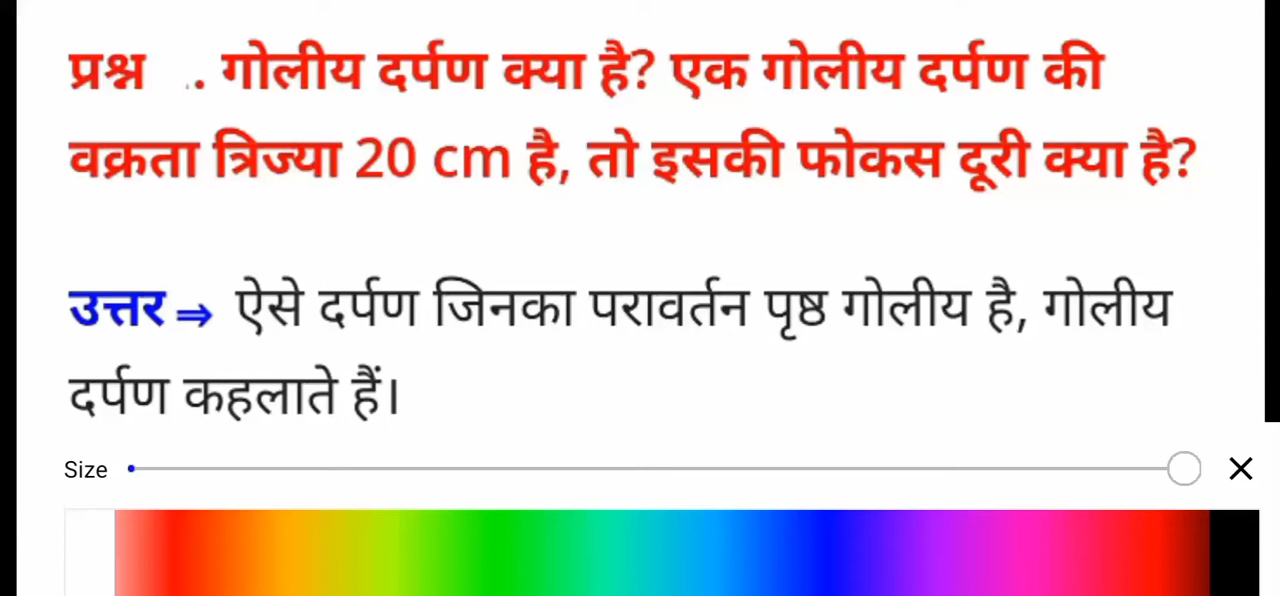 प्रश्न . गोलीय दर्पण क्या है? एक गोलीय दर्पण की
वक्रता त्रिज्या 20 cm है, तो इसकी फोकस दूरी क्या है?
उत्तर⇒ ऐसे दर्पण जिनका परावर्तन पृष्ठ गोलीय है, गोलीय
दर्पण कहलाते हैं।
Size